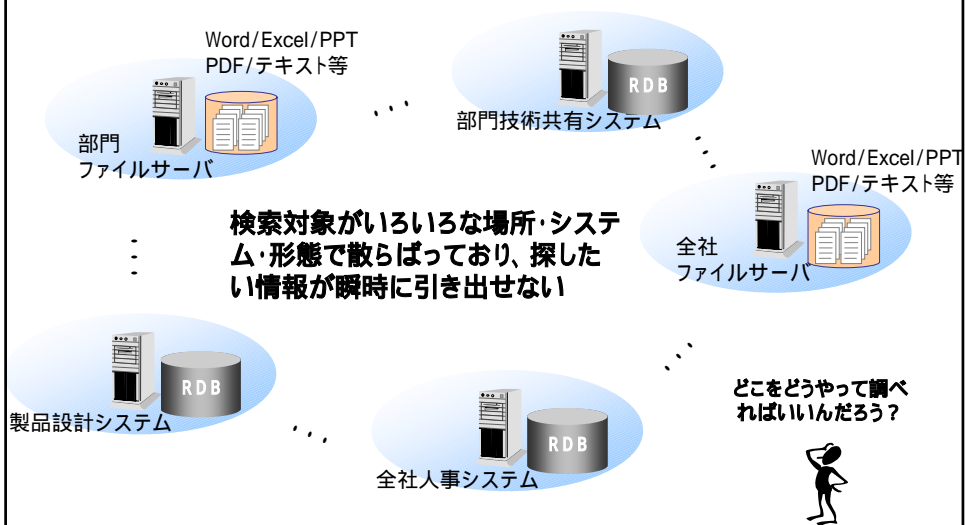 Word/Excel/PPT
PDF/テキスト等
部門
ファイルサーバ
RDB
部門技術共有システム
Word/Excel/PPT
PDF/テキスト等
全社
ファイルサーバ
検索対象がいろいろな場所・システ
ム・形態で散らばっており、探した
い情報が瞬時に引き出せない
RDB
製品設計システム
RDB
全社人事システム
どこをどうやって調べ
ればいいんだろう？